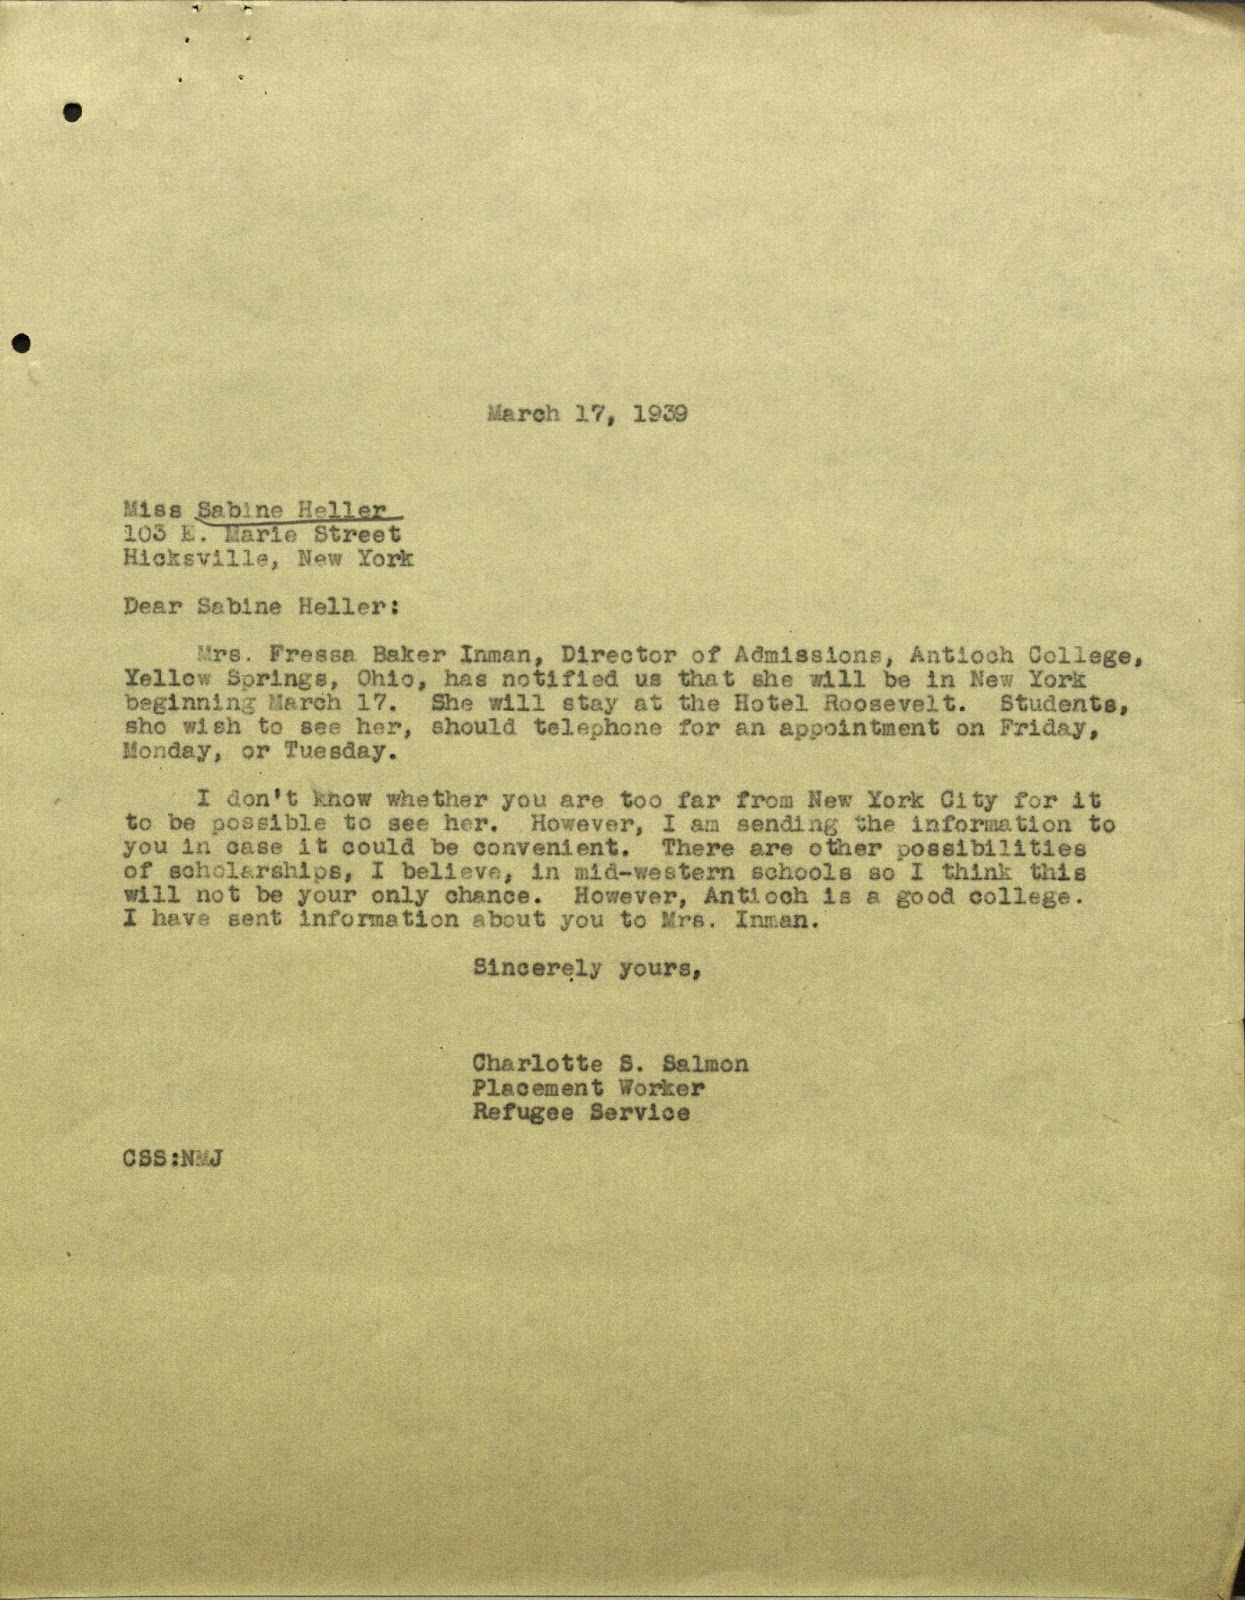 March 17, 1939
Miss Sabine Heller
103 E. Marie Street
Hicksville, New York
Dear Sabine Heller:
Mrs. Fressa Baker Inman, Director of Admissions, Antioch College,
Yellow Springs, Ohio, has notified us that she will be in New York
beginning March 17. She will stay at the Hotel Roosevelt. Students,
who wish to see her, should telephone for an appointment on Friday,
Monday, or Tuesday.
I don't know whether you are too far from New York City for it
to be possible to see her. However, I am sending the information to
you in case it could be convenient. There are other possibilities
of scholarships, I believe, in mid-western schools so I think this
will not be your only chance. However, Antioch is a good college.
I have sent information about you to Mrs. Inman.
Sincerely yours,
Charlotte S. Salmon
Placement Worker
Refugee Service
CSS:NMJ